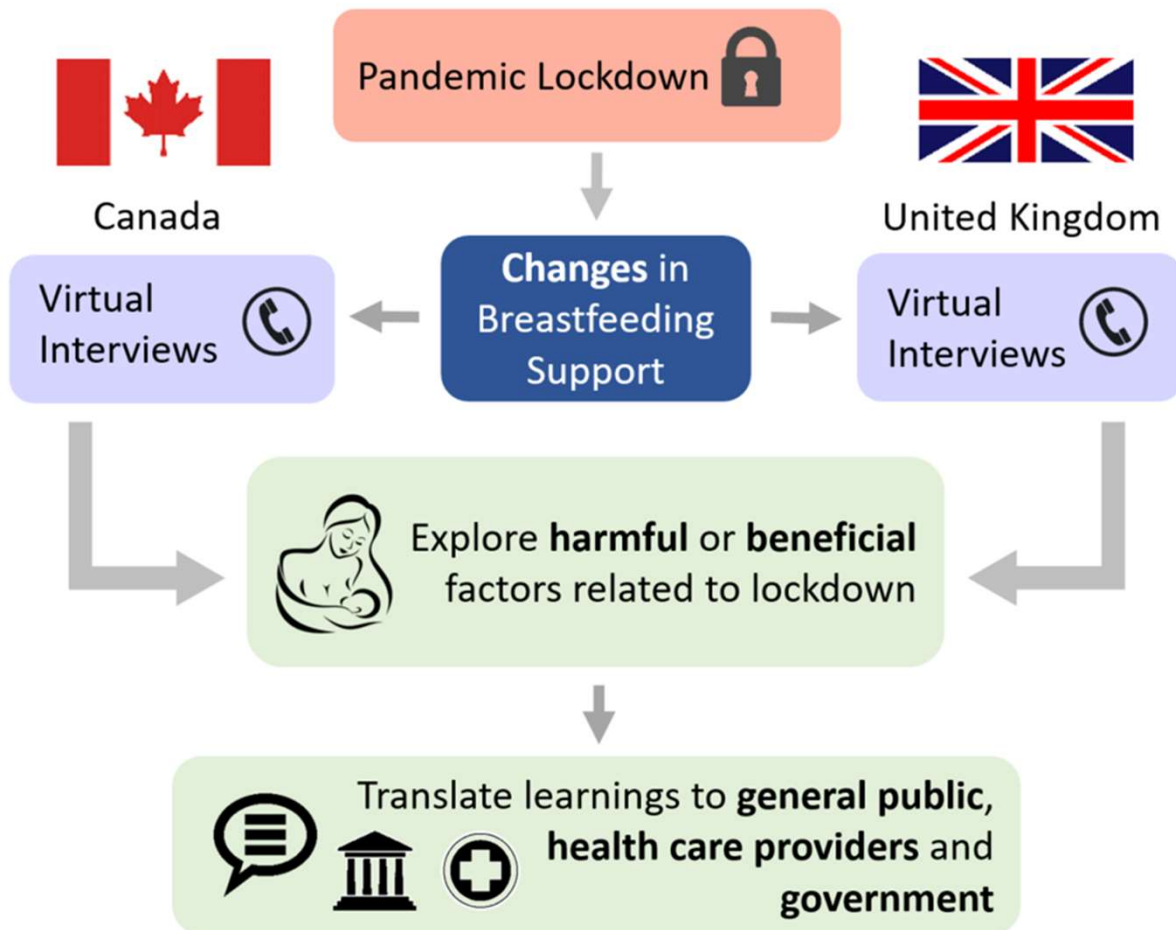 Pandemic Lockdown
Canada
United Kingdom
Virtual
Interviews
Changes in
Breastfeeding
Support
Virtual
Interviews
Explore harmful or beneficial
factors related to lockdown
Translate learnings to general public,
health care providers and
government